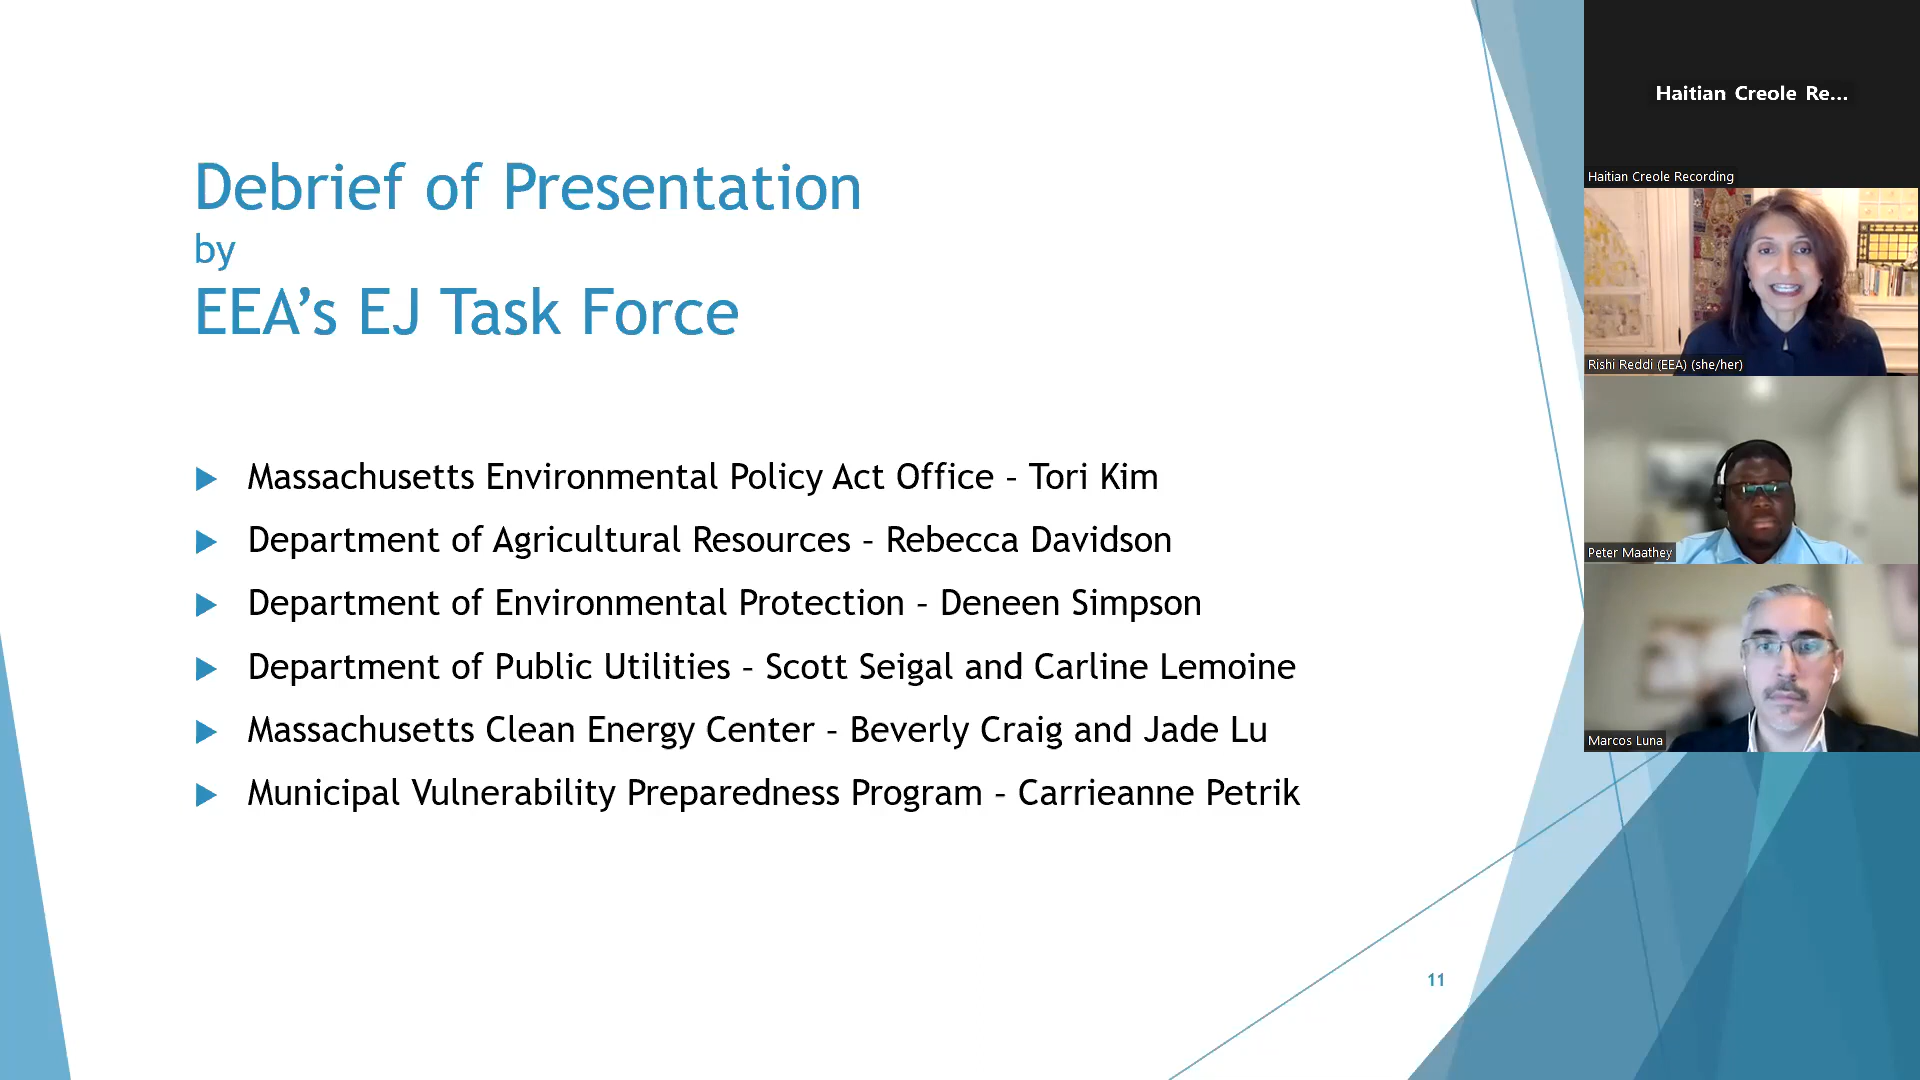 Debrief of Presentation
by
EEA’s EJ Task Force
Massachusetts Environmental Policy Act Office – Tori Kim
Department of Agricultural Resources – Rebecca Davidson
Department of Environmental Protection – Deneen Simpson
Department of Public Utilities – Scott Seigal and Carline Lemoine
Massachusetts Clean Energy Center – Beverly Craig and Jade Lu
Municipal Vulnerability Preparedness Program – Carrieanne Petrik
11
Haitian Creole Re...
Haitian Creole Recording
Rishi Reddi (EEA) (she/her)
Peter Maathey
Marcos Luna